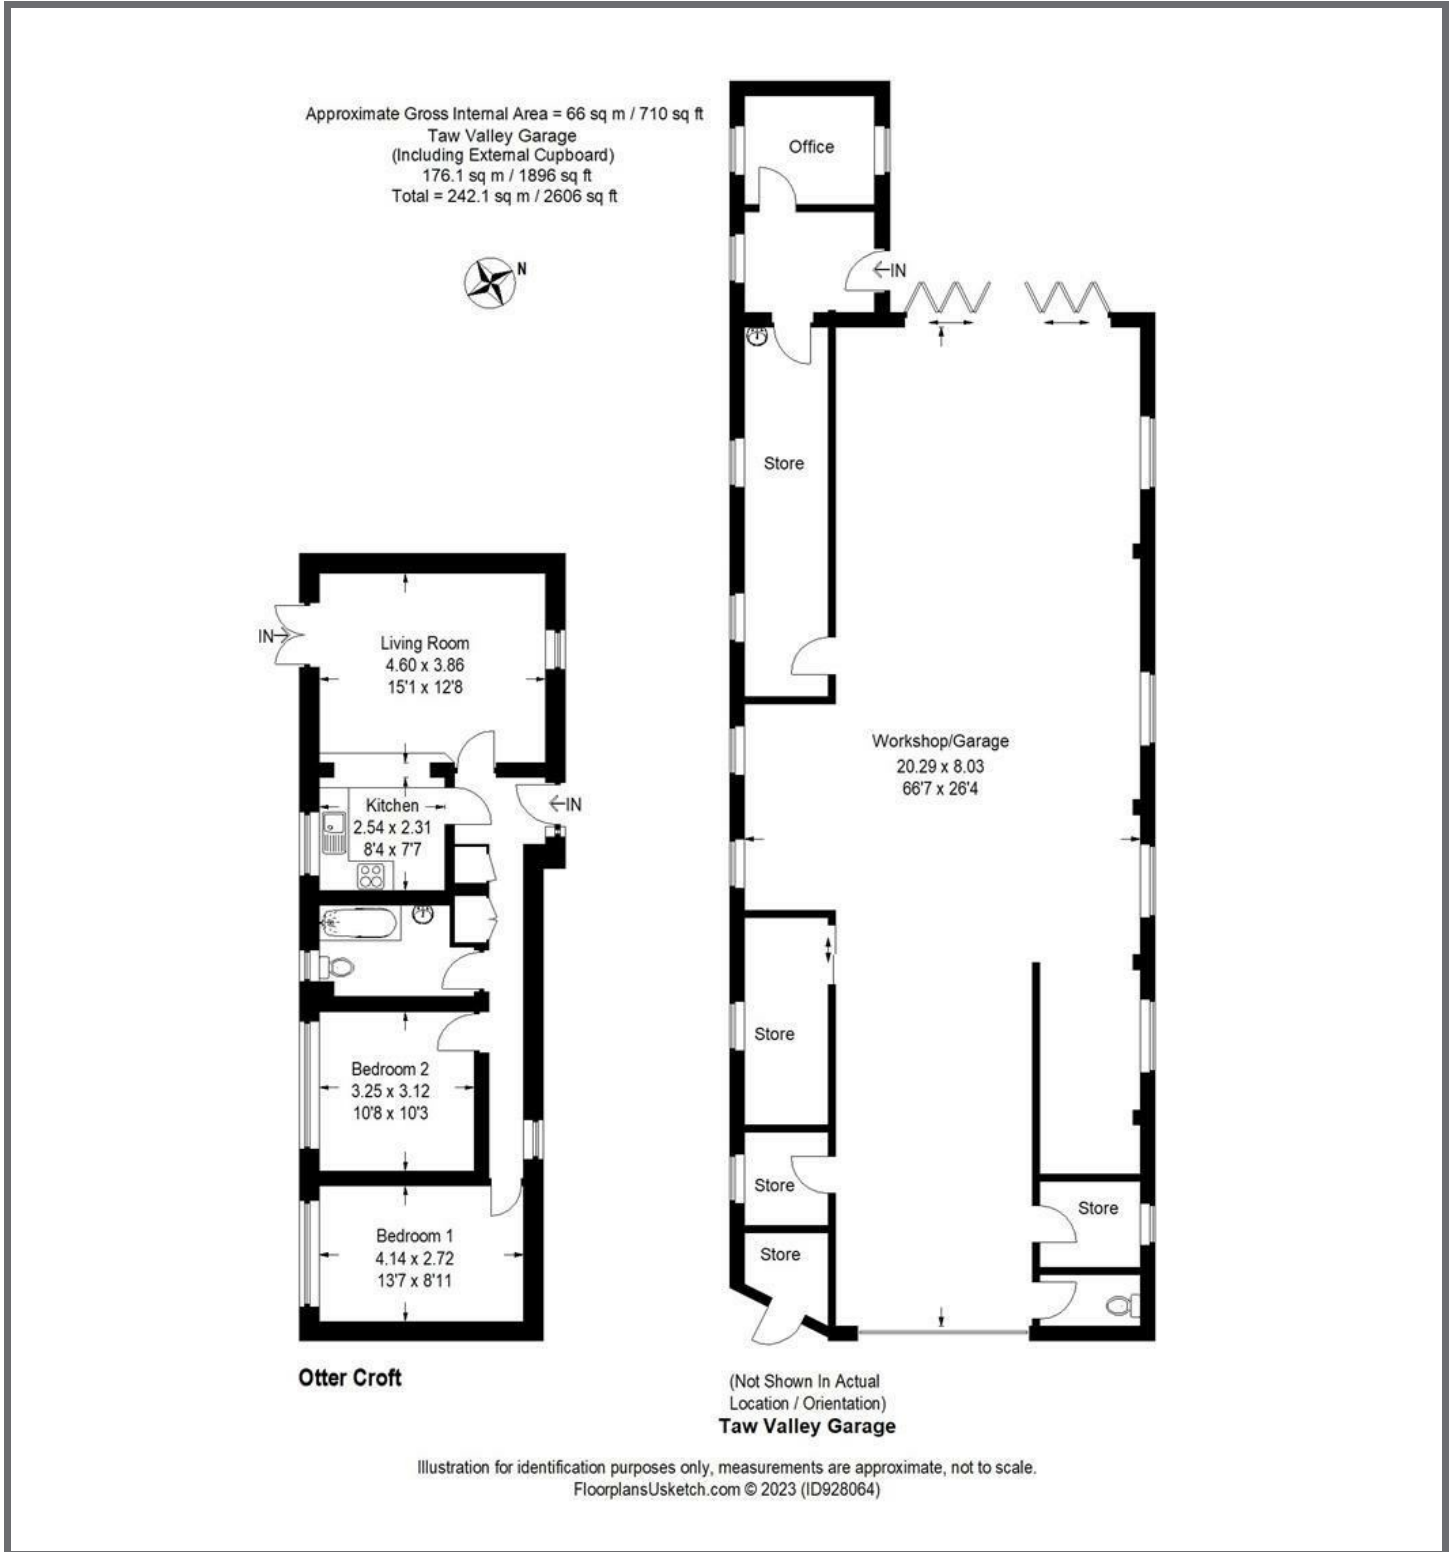 Approximate Gross Internal Area = 66 sq m / 710 sq ft
Taw Valley Garage
(Including External Cupboard)
176.1 sq m / 1896 sq ft
Total = 242.1 sq m / 2606 sq ft
N
Office
IN
Store
IN
Living Room
4.60 x 3.86
15'1 x 12'8
Workshop/Garage
20.29 x 8.03
66'7 x 26'4
Kitchen
2.54 x 2.31
8'4 x 7'7
IN
Store
Bedroom 2
3.25 x 3.12
10'8 x 10'3
Store
Store
Store
Bedroom 1
4.14 x 2.72
13'7 x 8'11
Otter Croft
(Not Shown In Actual
Location / Orientation)
Taw Valley Garage
Illustration for identification purposes only, measurements are approximate, not to scale.
FloorplansUsketch.com © 2023 (ID928064)